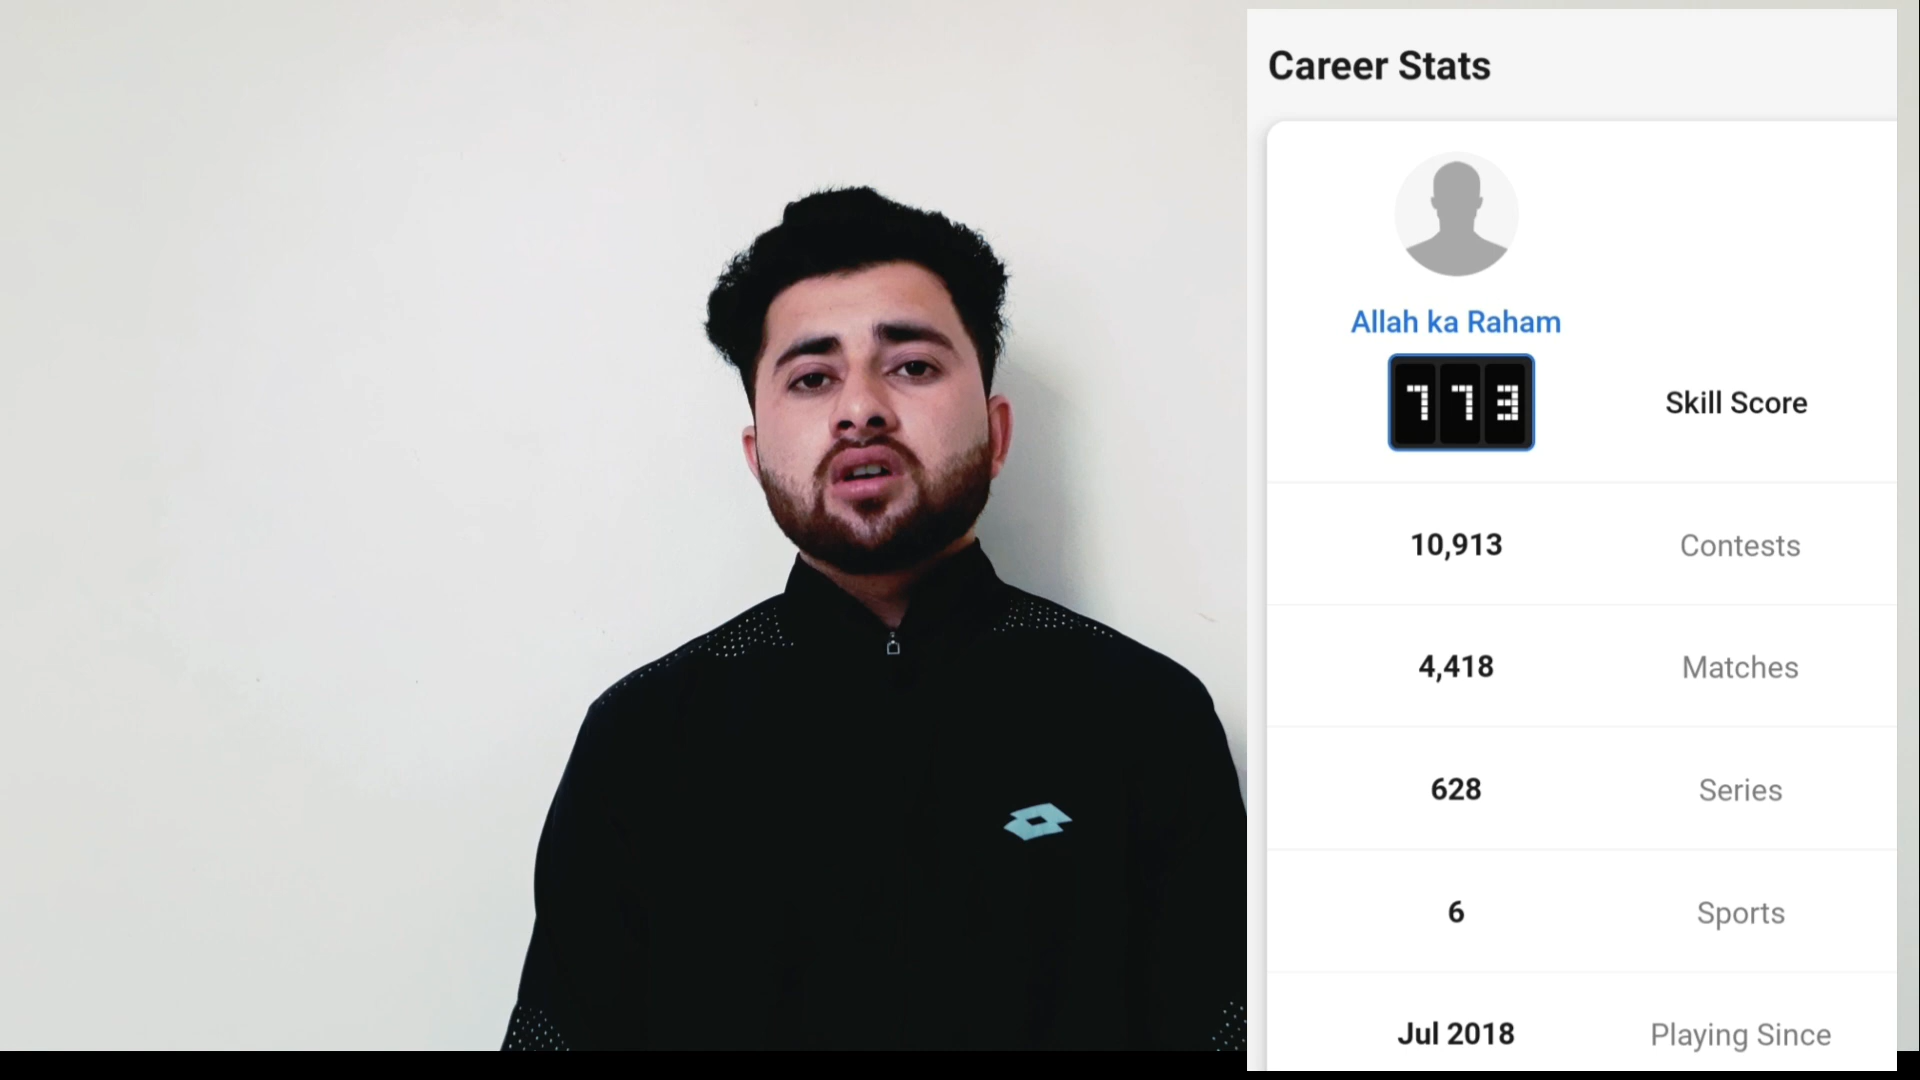 Career Stats
Allah ka Raham
773 Skill Score
10,913 Contests
4,418 Matches
628 Series
6 Sports
Jul 2018 Playing Since